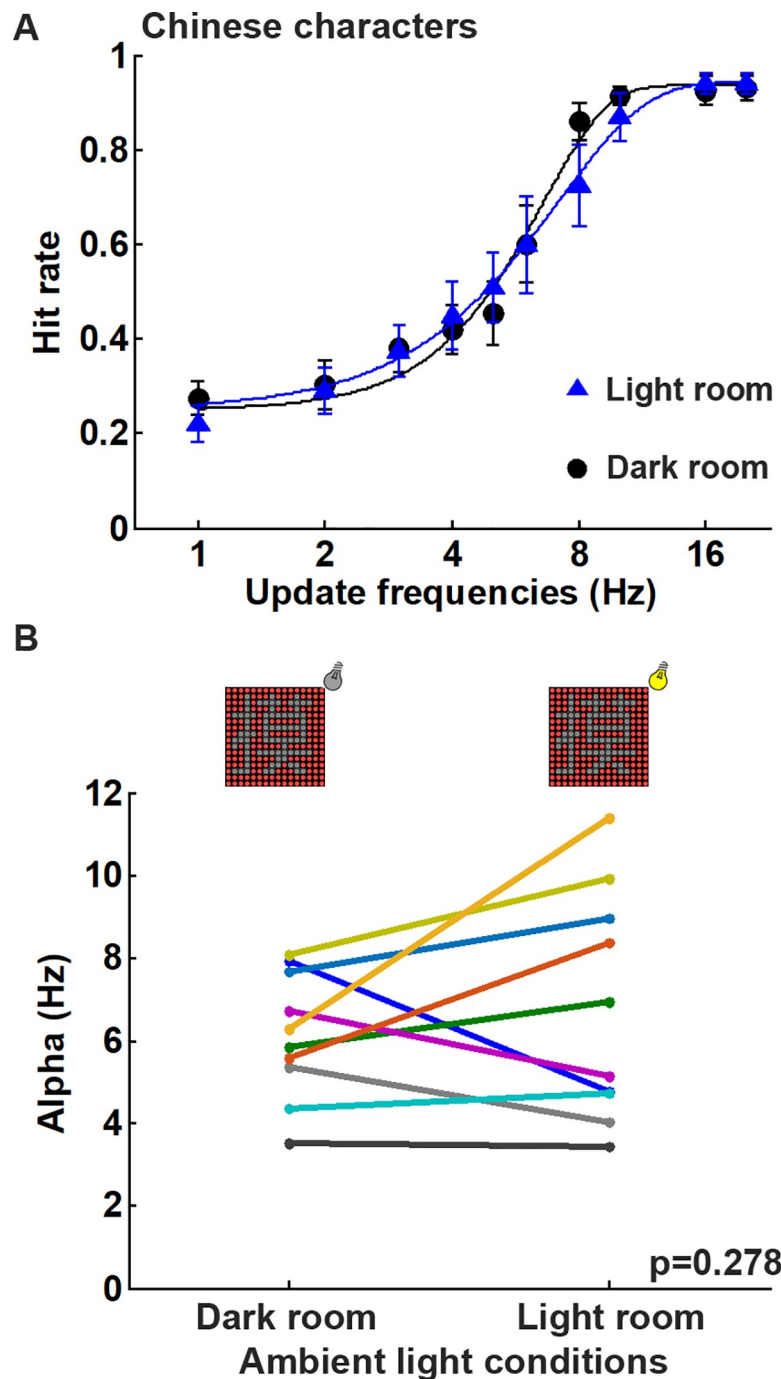 A
Chinese characters
1
0.8
0.6
0.4
0.2
0
Hit rate
Light room
Dark room
1 2 4 8 16
Update frequencies (Hz)
B
模 模
12
10
8
6
4
2
0
Alpha (Hz)
p=0.278
Dark room Light room
Ambient light conditions